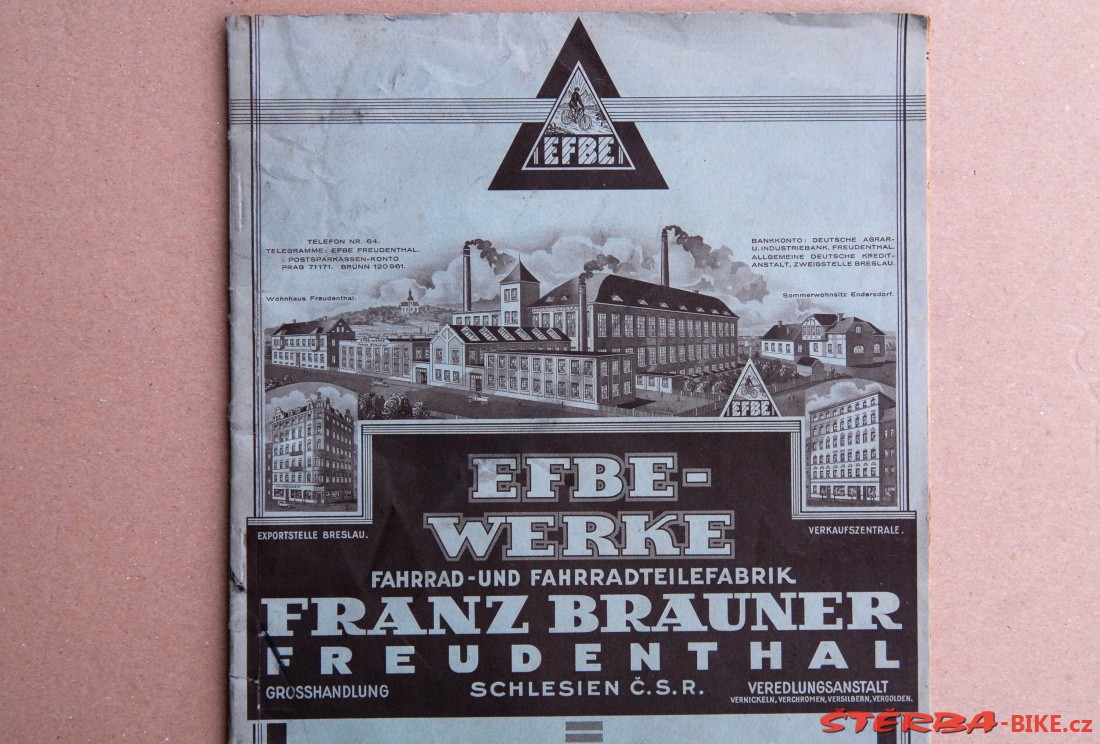 EFBE
TELEFON NR. 64.
TELEGRAMME: EFBE FREUDENTHAL.
POSTSPARKASSEN-KONTO
PRAG 71171. BRÜNN 120961.
BANKKONTO: DEUTSCHE AGRAR-
U. INDUSTRIEBANK, FREUDENTHAL.
ALLGEMEINE DEUTSCHE KREDIT-
ANSTALT, ZWEIGSTELLE BRESLAU.
Wohnhaus Freudenthal.
Sommerwohnsitz Endersdorf.
EFBE
EXPORTSTELLE BRESLAU.
VERKAUFSZENTRALE.
EFBE-
WERKE
FAHRRAD-UND FAHRRADTEILEFABRIK
FRANZ BRAUNER
FREUDENTHAL
GROSSHANDLUNG
SCHLESIEN Č.S.R.
VEREDLUNGSANSTALT
VERNICKELN, VERCHROMEN, VERSILBERN, VERGOLDEN.
ŠTĚRBA-BIKE.cz